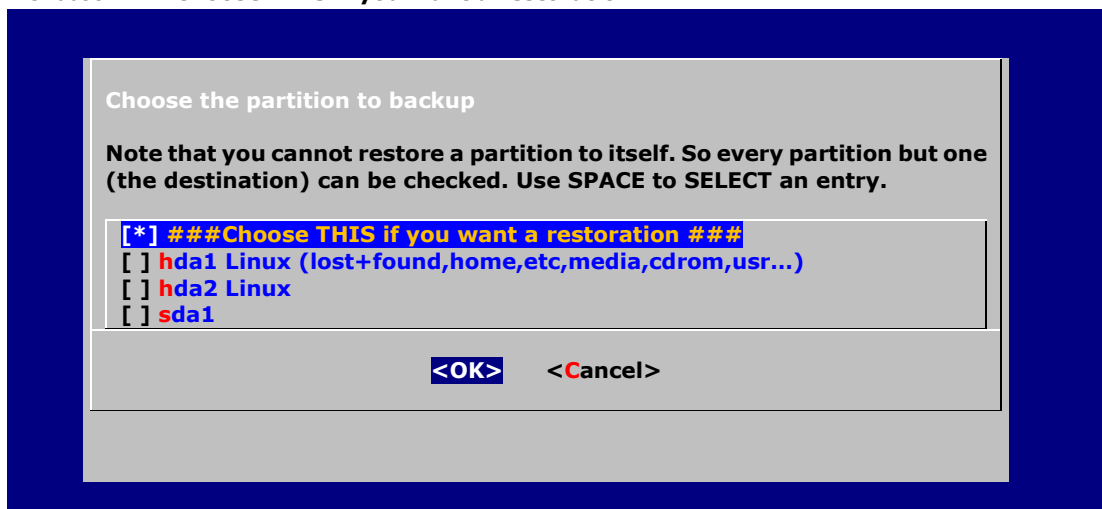 Choose the partition to backup
Note that you cannot restore a partition to itself. So every partition but one
(the destination) can be checked. Use SPACE to SELECT an entry.
[*] ###Choose THIS if you want a restoration ###
[ ] hda1 Linux (lost+found,home,etc,media,cdrom,usr...)
[ ] hda2 Linux
[ ] sda1
<OK> <Cancel>